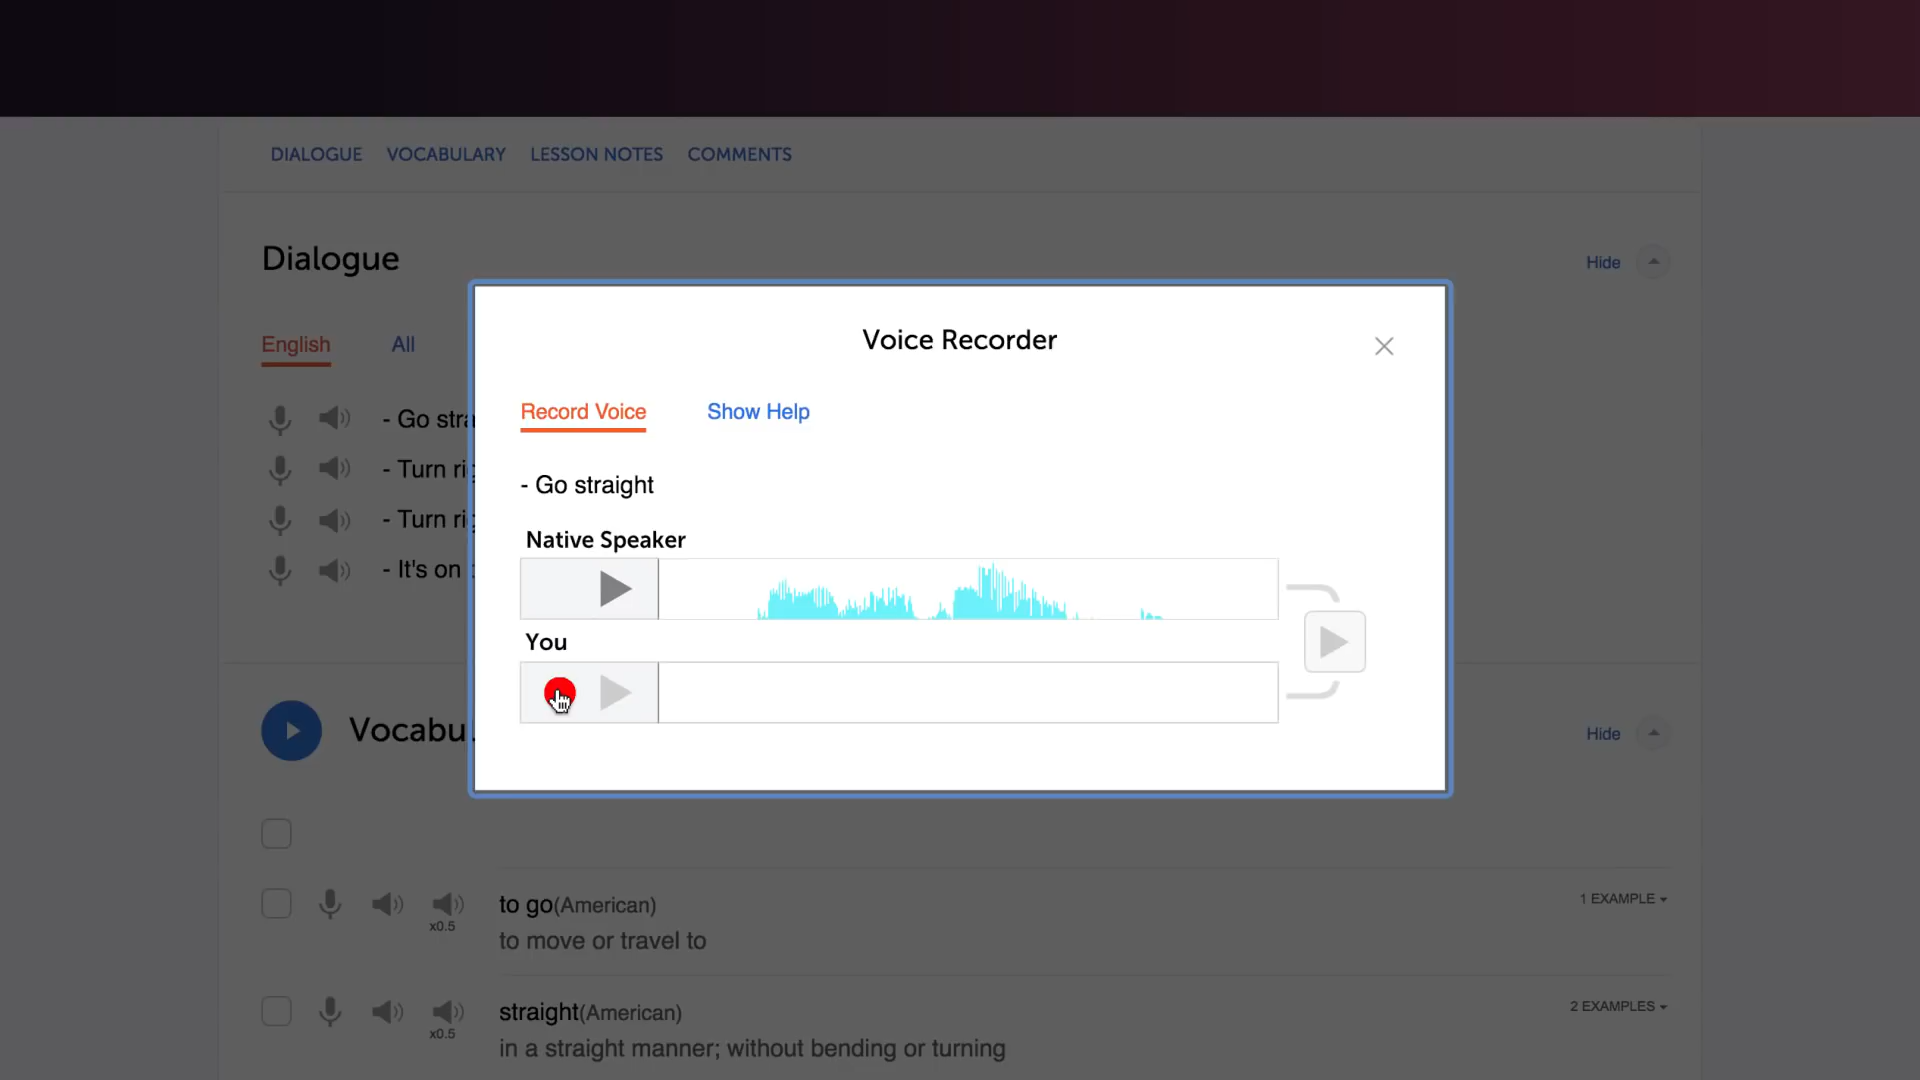 DIALOGUE VOCABULARY LESSON NOTES COMMENTS
Dialogue
Hide
English All
- Go stra
- Turn ri
- Turn ri
- It's on
Voice Recorder
Record Voice Show Help
- Go straight
Native Speaker
You
Vocabu
Hide
to go(American)
1 EXAMPLE
x0.5
to move or travel to
straight(American)
2 EXAMPLES
x0.5
in a straight manner; without bending or turning